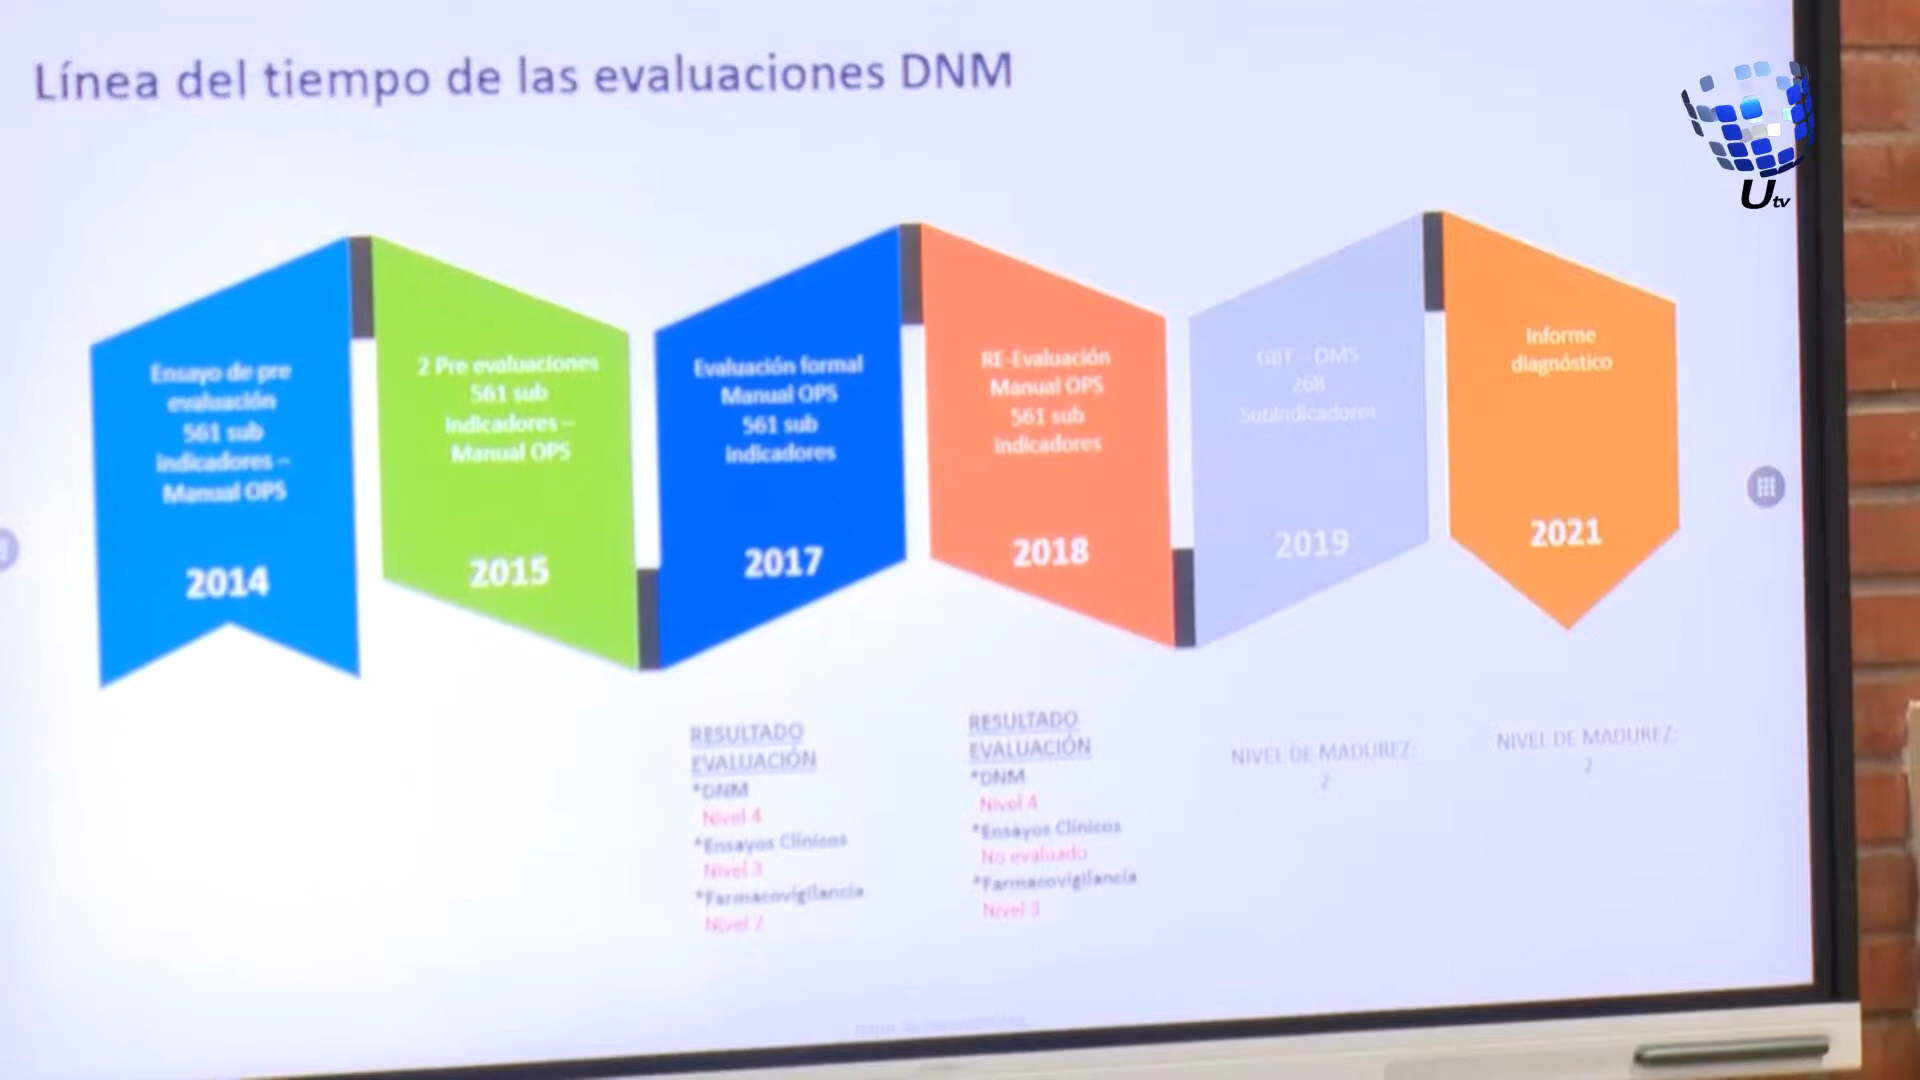 Línea del tiempo de las evaluaciones DNM
Utv
Ensayo de pre
evaluación
561 sub
indicadores –
Manual OPS
2014
2 Pre evaluaciones
561 sub
indicadores –
Manual OPS
2015
Evaluación formal
Manual OPS
561 sub
indicadores
2017
RE-Evaluación
Manual OPS
561 sub
indicadores
2018
GBT – OMS
268
Subindicadores
2019
Informe
diagnóstico
2021
RESULTADO
EVALUACIÓN
*DNM
Nivel 4
*Ensayos Clínicos
Nivel 3
*Farmacovigilancia
Nivel 2
RESULTADO
EVALUACIÓN
*DNM
Nivel 4
*Ensayos Clínicos
No evaluado
*Farmacovigilancia
Nivel 3
NIVEL DE MADUREZ:
2
NIVEL DE MADUREZ:
2